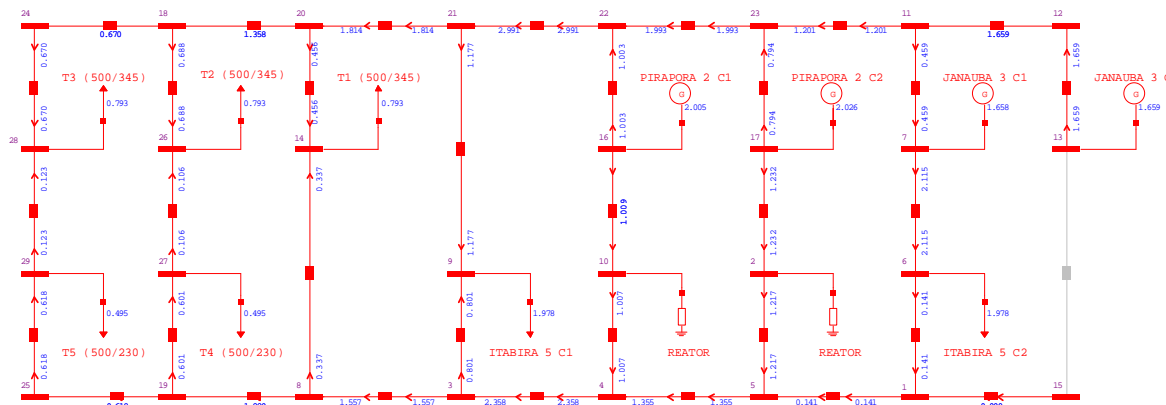 24 18 20 21 22 23 11 12
0.670 1.358 1.814 1.814 2.991 2.991 1.993 1.993 1.201 1.201 1.659
0.670 0.688 0.456 1.177 1.003 0.794 0.459 1.659
T3 (500/345) T2 (500/345) T1 (500/345) PIRAPORA 2 C1 PIRAPORA 2 C2 JANAUBA 3 C1 JANAUBA 3 C
G G G G
0.793 0.793 0.793 2.005 2.026 1.658 1.659
0.670 0.688 0.456 1.003 0.794 0.459 1.659
28 26 14 16 17 7 13
0.123 0.106 0.337 1.232 2.115
1.009
0.123 0.106 1.177 1.232 2.115
29 27 9 10 2 6
0.618 0.601 0.801 1.007 1.217 0.141
0.495 0.495 1.978 1.978
T5 (500/230) T4 (500/230) ITABIRA 5 C1 REATOR REATOR ITABIRA 5 C2
0.618 0.601 0.337 0.801 1.007 1.217 0.141
25 19 8 3 4 5 1 15
1.557 1.557 2.358 2.358 1.355 1.355 0.141 0.141